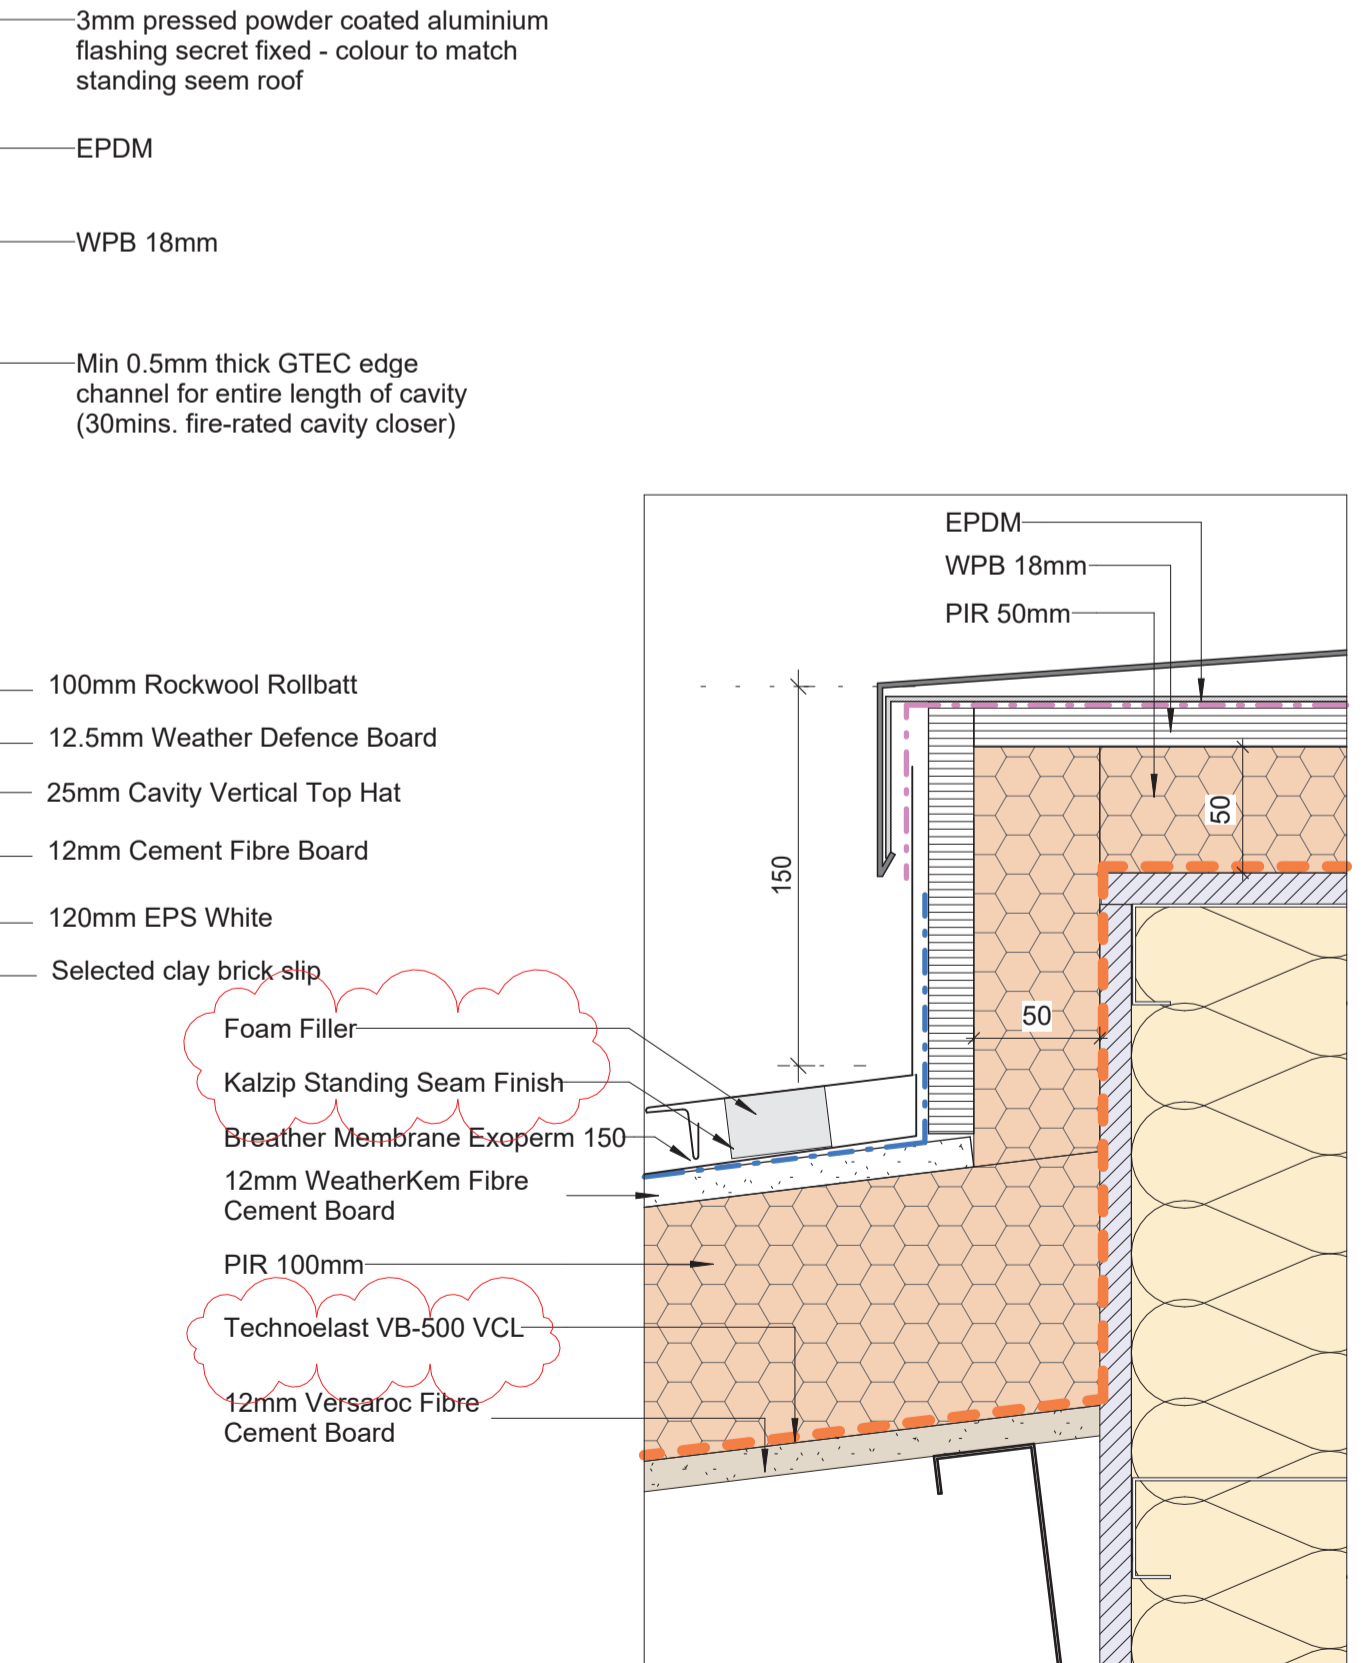 3mm pressed powder coated aluminium
flashing secret fixed - colour to match
standing seem roof
EPDM
WPB 18mm
Min 0.5mm thick GTEC edge
channel for entire length of cavity
(30mins. fire-rated cavity closer)
EPDM
WPB 18mm
PIR 50mm
100mm Rockwool Rollbatt
12.5mm Weather Defence Board
25mm Cavity Vertical Top Hat
12mm Cement Fibre Board
120mm EPS White
Selected clay brick slip
50
150
50
Foam Filler
Kalzip Standing Seam Finish
Breather Membrane Exoperm 150
12mm WeatherKem Fibre
Cement Board
PIR 100mm
Technoelast VB-500 VCL
12mm Versaroc Fibre
Cement Board